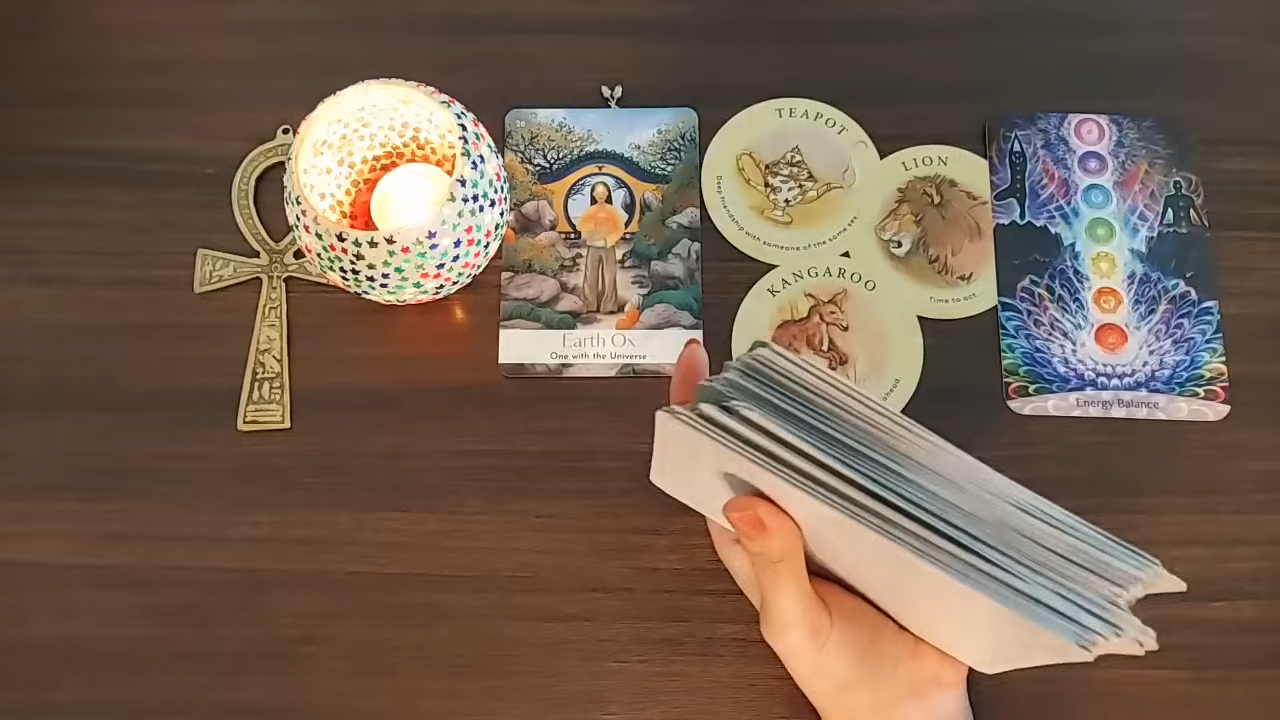 26
Earth Ox
One with the Universe
TEAPOT
Deep friendship with someone of the same sex.
LION
Time to act.
KANGAROO
ahead.
Energy Balance